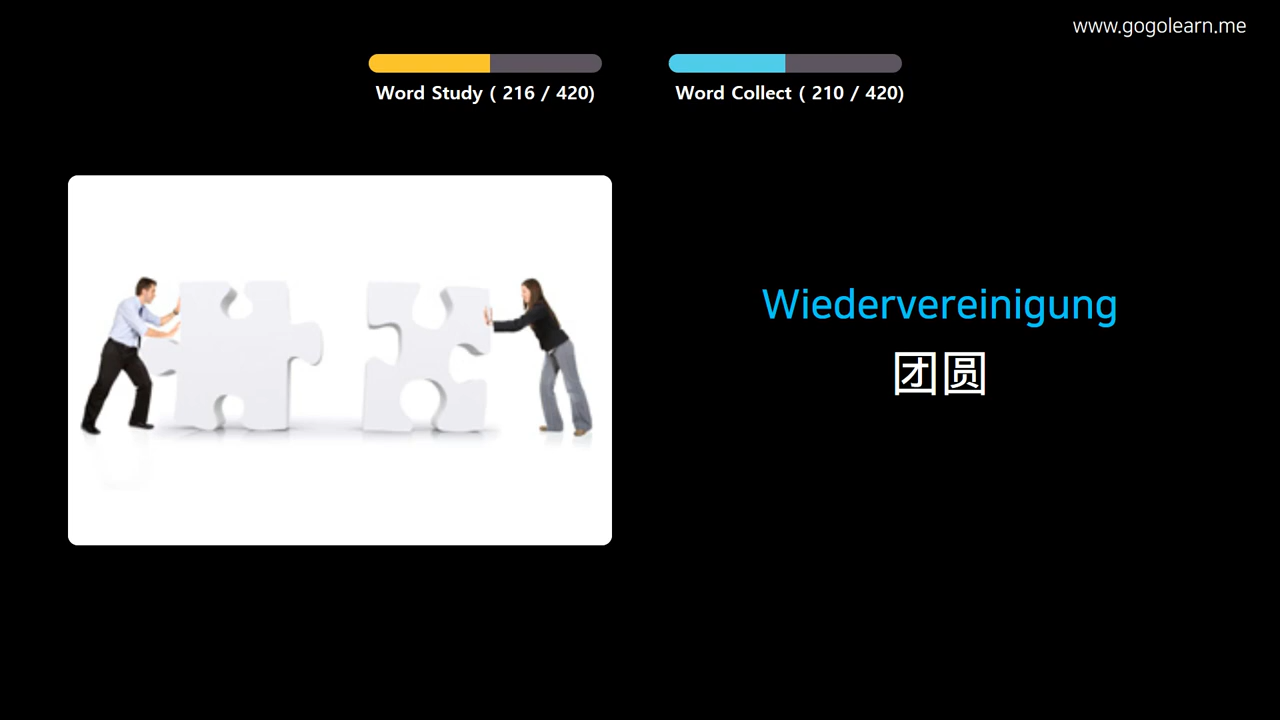 www.gogolearn.me
Word Study ( 216 / 420)
Word Collect ( 210 / 420)
Wiedervereinigung
团圆